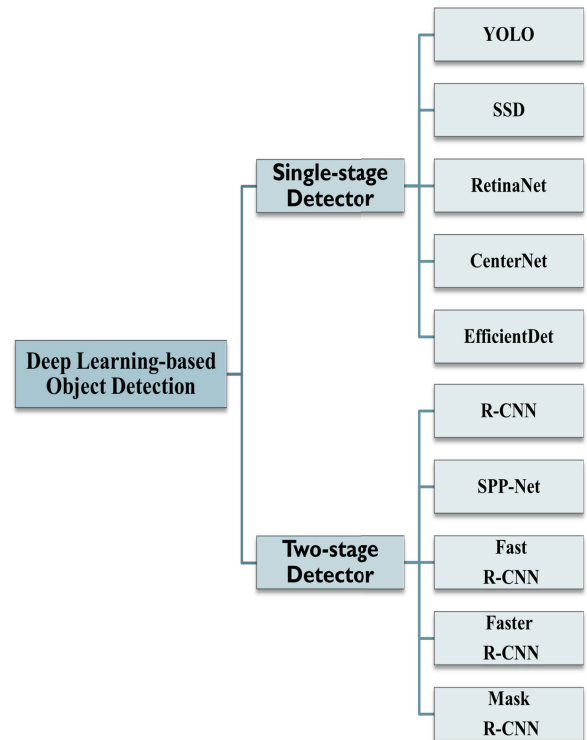 Deep Learning-based
Object Detection
Single-stage
Detector
YOLO
SSD
RetinaNet
CenterNet
EfficientDet
Two-stage
Detector
R-CNN
SPP-Net
Fast
R-CNN
Faster
R-CNN
Mask
R-CNN